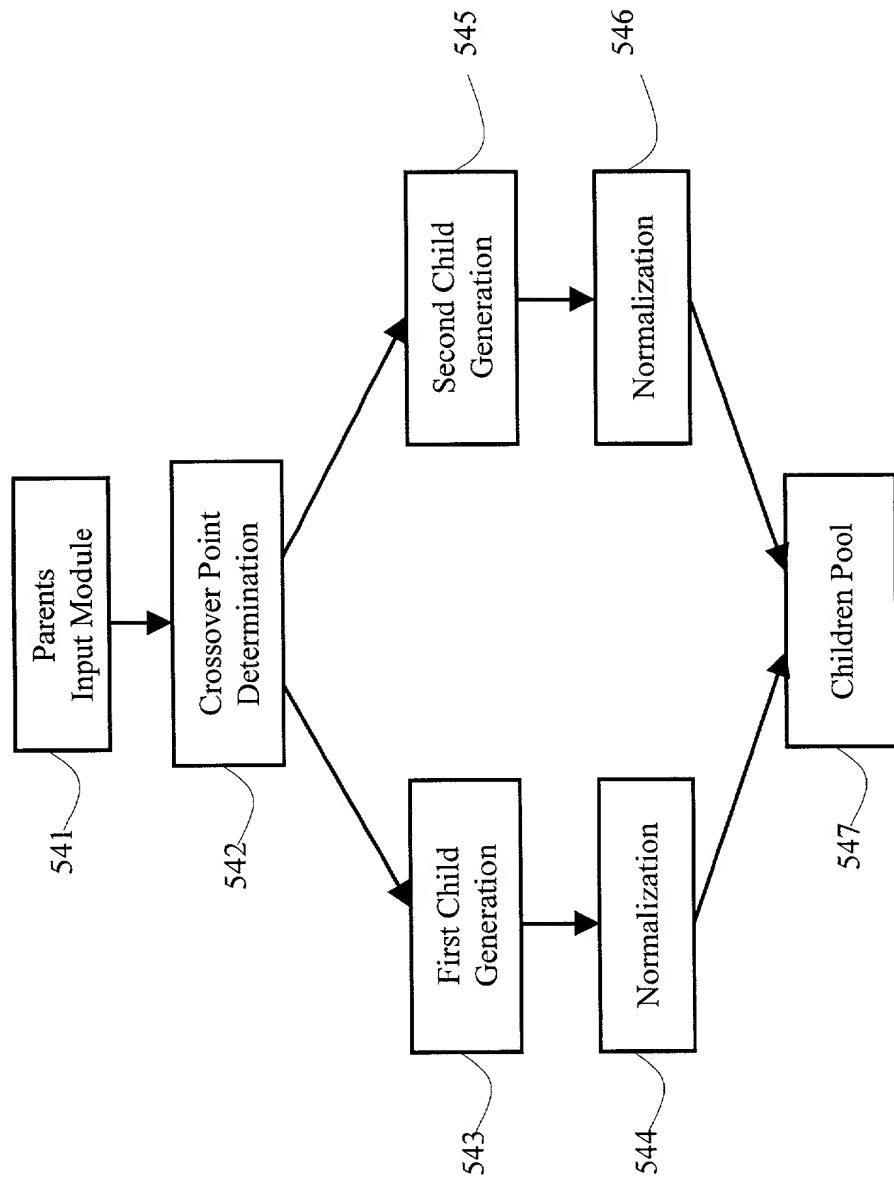 541
Parents
Input Module
542
Crossover Point
Determination
543
First Child
Generation
545
Second Child
Generation
544
Normalization
546
Normalization
547
Children Pool